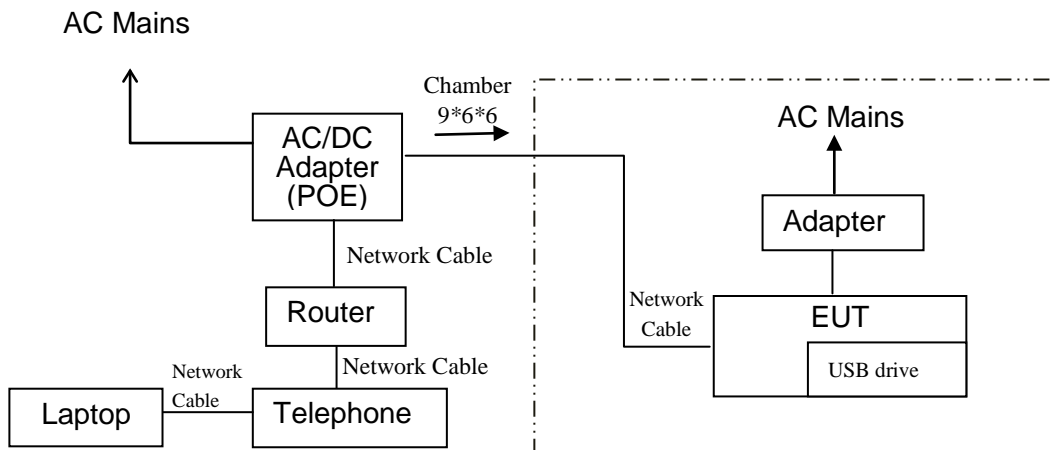 AC Mains
Chamber
9*6*6
AC/DC
Adapter
(POE)
AC Mains
Adapter
Network Cable
Router
Network
Cable
EUT
USB drive
Network Cable
Network
Cable
Laptop
Telephone